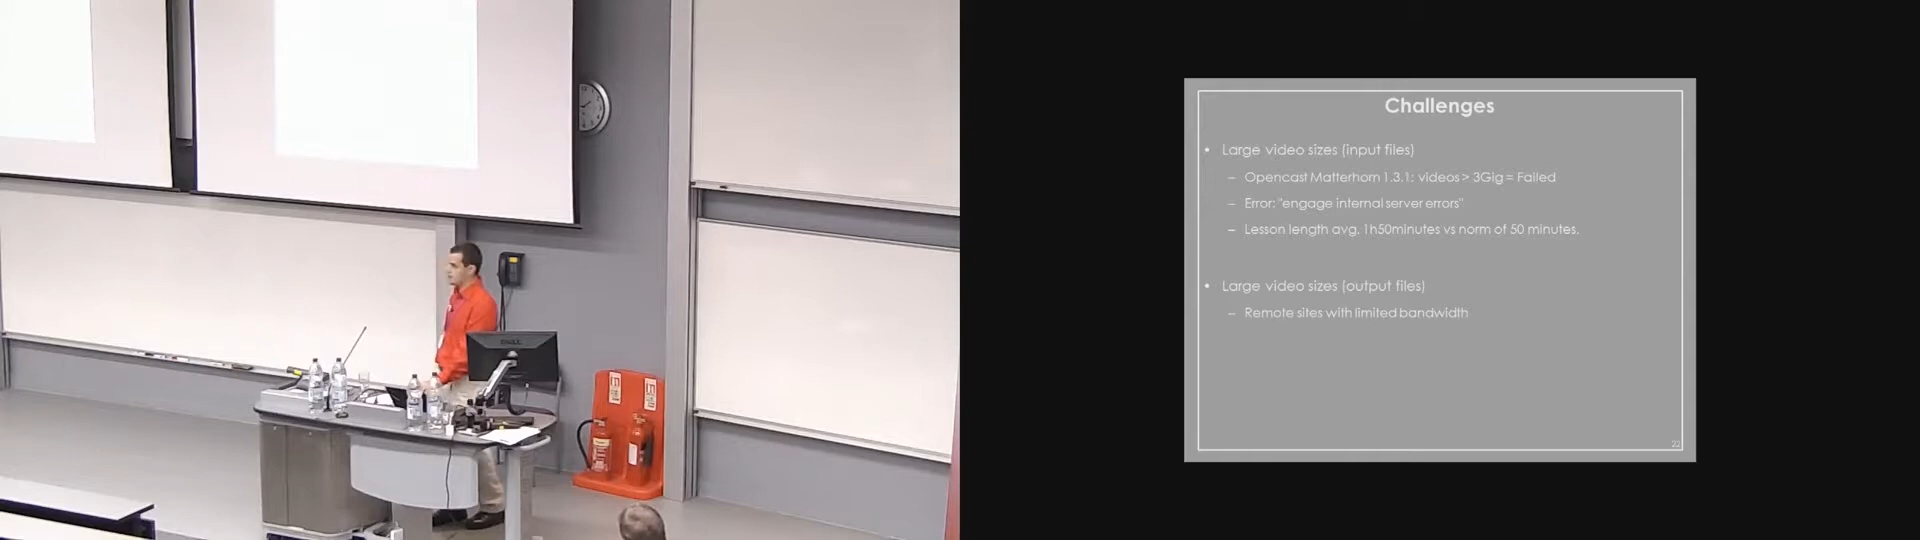 DELL
Challenges
• Large video sizes (input files)
– Opencast Matterhorn 1.3.1: videos > 3Gig = Failed
– Error: "engage internal server errors"
– Lesson length avg. 1h50minutes vs norm of 50 minutes.
• Large video sizes (output files)
– Remote sites with limited bandwidth
22